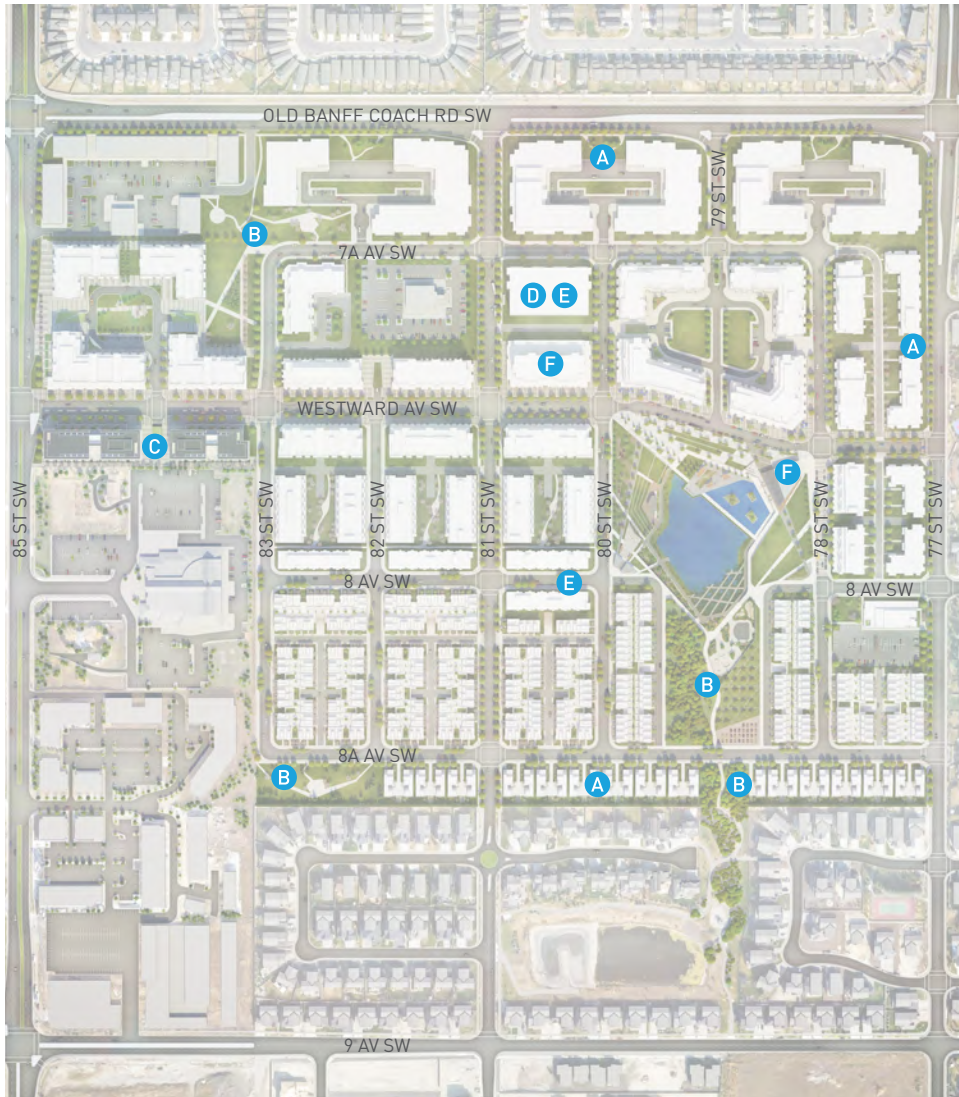 OLD BANFF COACH RD SW
A
79 ST SW
B
7A AV SW
D E
A
F
WESTWARD AV SW
C
F
85 ST SW
83 ST SW
82 ST SW
81 ST SW
80 ST SW
78 ST SW
77 ST SW
8 AV SW
E
8 AV SW
B
8A AV SW
B
A
B
9 AV SW